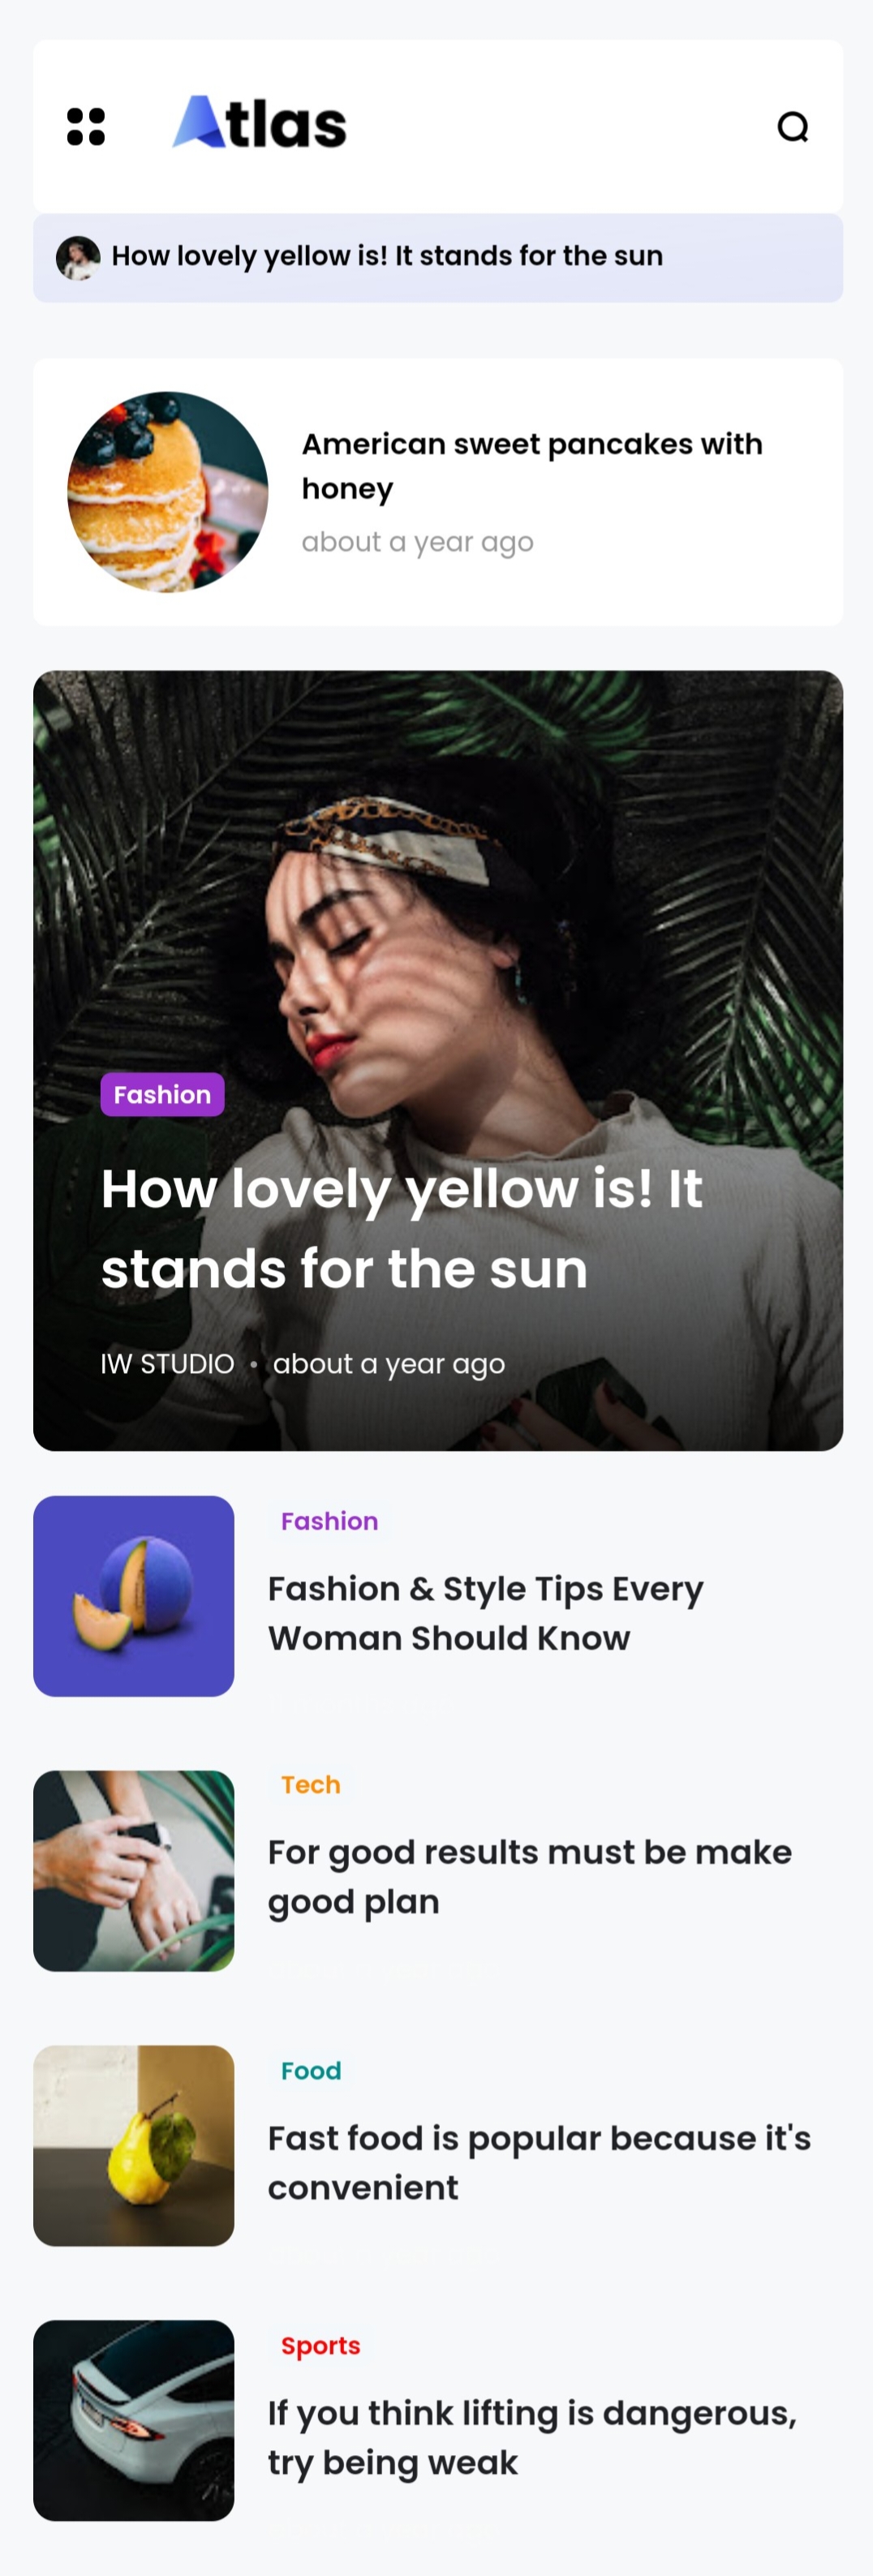 Atlas
How lovely yellow is! It stands for the sun
American sweet pancakes with
honey
about a year ago
Fashion
How lovely yellow is! It
stands for the sun
IW STUDIO • about a year ago
Fashion
Fashion & Style Tips Every
Woman Should Know
Tech
For good results must be make
good plan
Food
Fast food is popular because it's
convenient
Sports
If you think lifting is dangerous,
try being weak